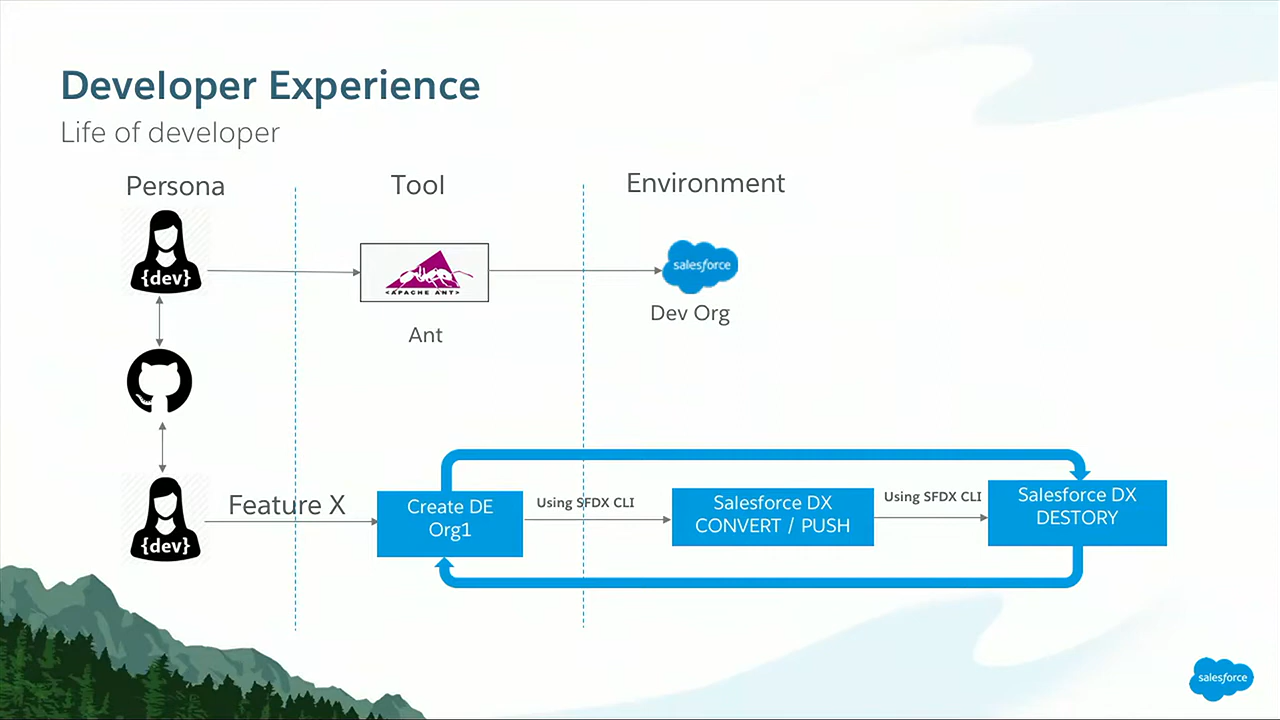 Developer Experience
Life of developer
Persona
Tool
Environment
{dev}
<APACHE ANT>
salesforce
Dev Org
Ant
Feature X
{dev}
Create DE
Org1
Using SFDX CLI
Salesforce DX
CONVERT / PUSH
Using SFDX CLI
Salesforce DX
DESTORY
salesforce